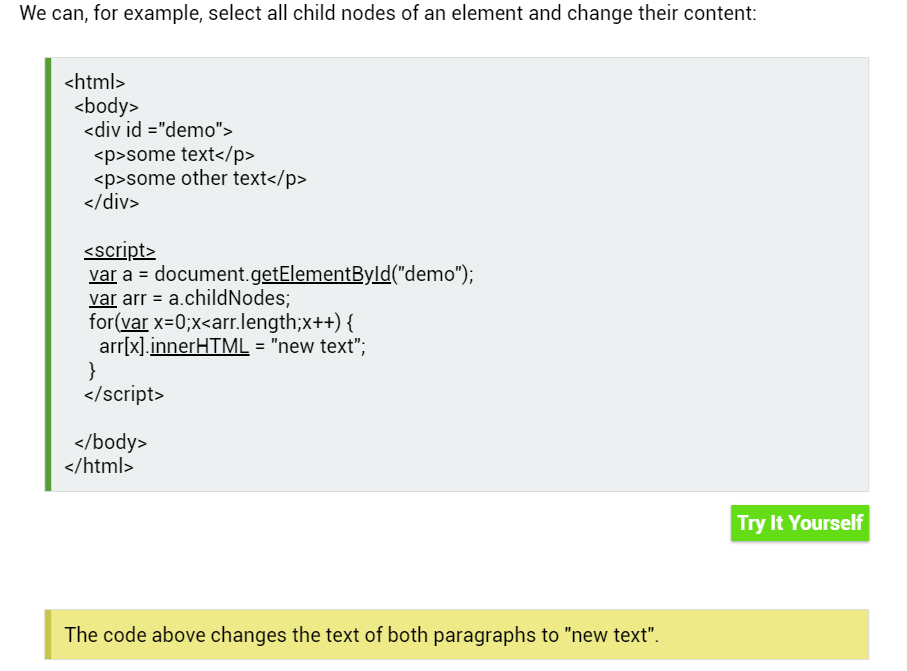 We can, for example, select all child nodes of an element and change their content:
<html>
<body>
<div id ="demo">
<p>some text</p>
<p>some other text</p>
</div>
<script>
var a = document.getElementById("demo");
var arr = a.childNodes;
for(var x=0;x<arr.length;x++) {
arr[x].innerHTML = "new text";
}
</script>
</body>
</html>
Try It Yourself
The code above changes the text of both paragraphs to "new text".